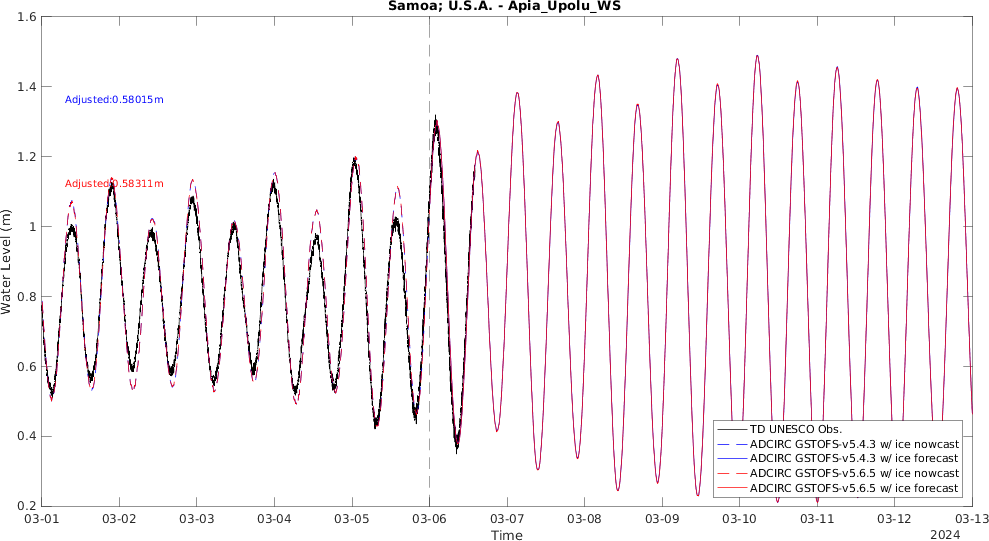 Samoa; U.S.A. - Apia_Upolu_WS
Water Level (m)
1.6
1.4
1.2
1
0.8
0.6
0.4
0.2
Adjusted:0.58015m
Adjusted:0.58311m
TD UNESCO Obs.
ADCIRC GSTOFS-v5.4.3 w/ ice nowcast
ADCIRC GSTOFS-v5.4.3 w/ ice forecast
ADCIRC GSTOFS-v5.6.5 w/ ice nowcast
ADCIRC GSTOFS-v5.6.5 w/ ice forecast
03-01 03-02 03-03 03-04 03-05 03-06 03-07 03-08 03-09 03-10 03-11 03-12 03-13
Time
2024